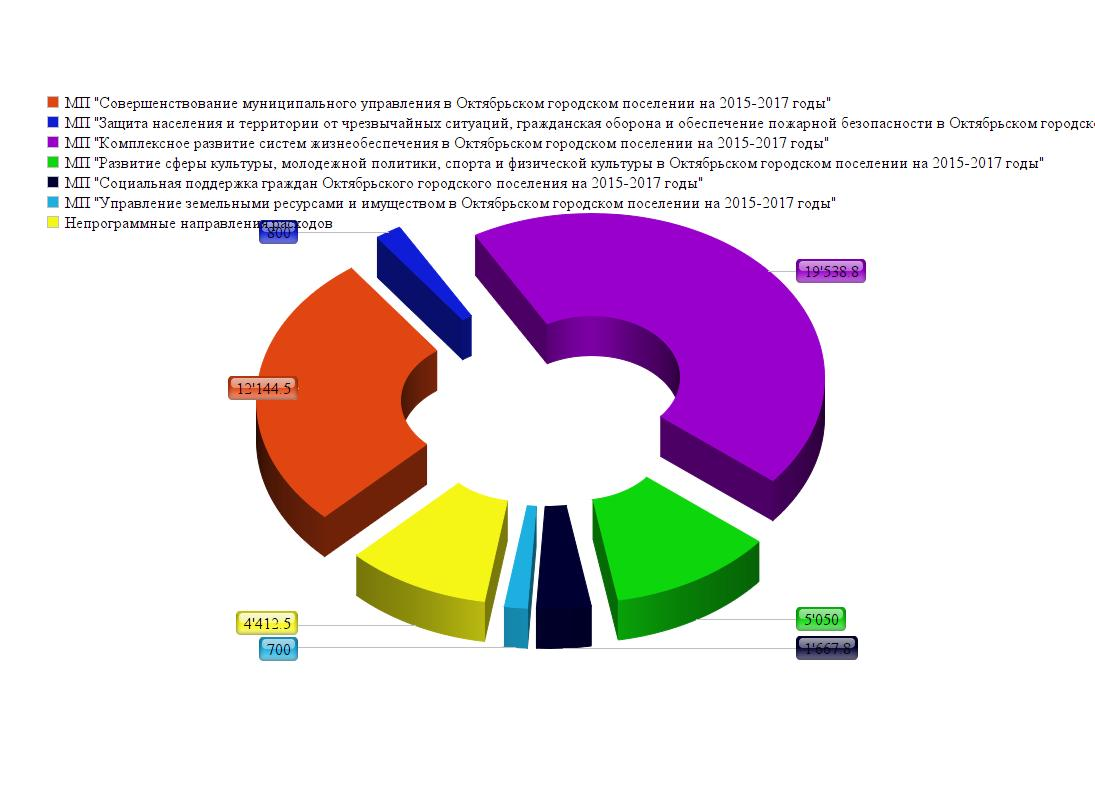 МП "Совершенствование муниципального управления в Октябрьском городском поселении на 2015-2017 годы"
МП "Защита населения и территории от чрезвычайных ситуаций, гражданская оборона и обеспечение пожарной безопасности в Октябрьском городск
МП "Комплексное развитие систем жизнеобеспечения в Октябрьском городском поселении на 2015-2017 годы"
МП "Развитие сферы культуры, молодежной политики, спорта и физической культуры в Октябрьском городском поселении на 2015-2017 годы"
МП "Социальная поддержка граждан Октябрьского городского поселения на 2015-2017 годы"
МП "Управление земельными ресурсами и имуществом в Октябрьском городском поселении на 2015-2017 годы"
Непрограммные направления расходов
800
19'538.8
12'144.5
4'412.5
5'050
700
1'667.8